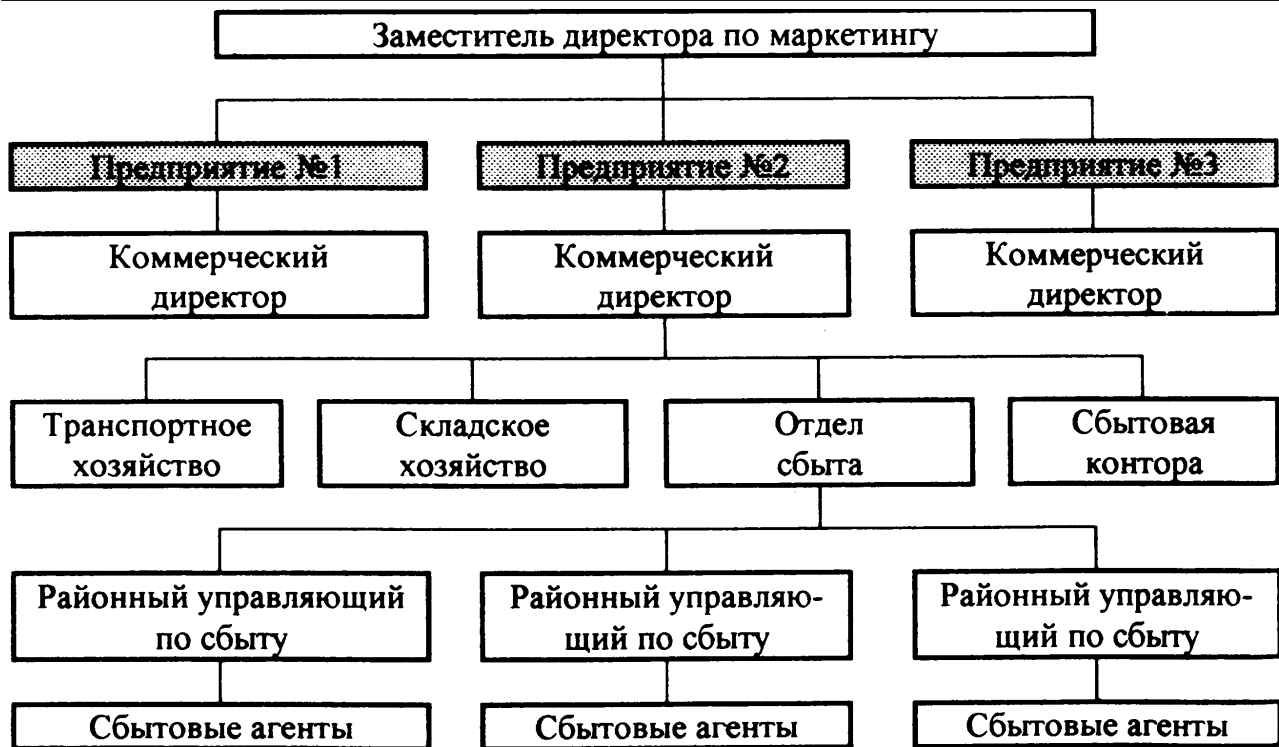 Заместитель директора по маркетингу
Предприятие №1
Предприятие №2
Предприятие №3
Коммерческий
директор
Коммерческий
директор
Коммерческий
директор
Транспортное
хозяйство
Складское
хозяйство
Отдел
сбыта
Сбытовая
контора
Районный управляющий
по сбыту
Районный управляю-
щий по сбыту
Районный управляю-
щий по сбыту
Сбытовые агенты
Сбытовые агенты
Сбытовые агенты